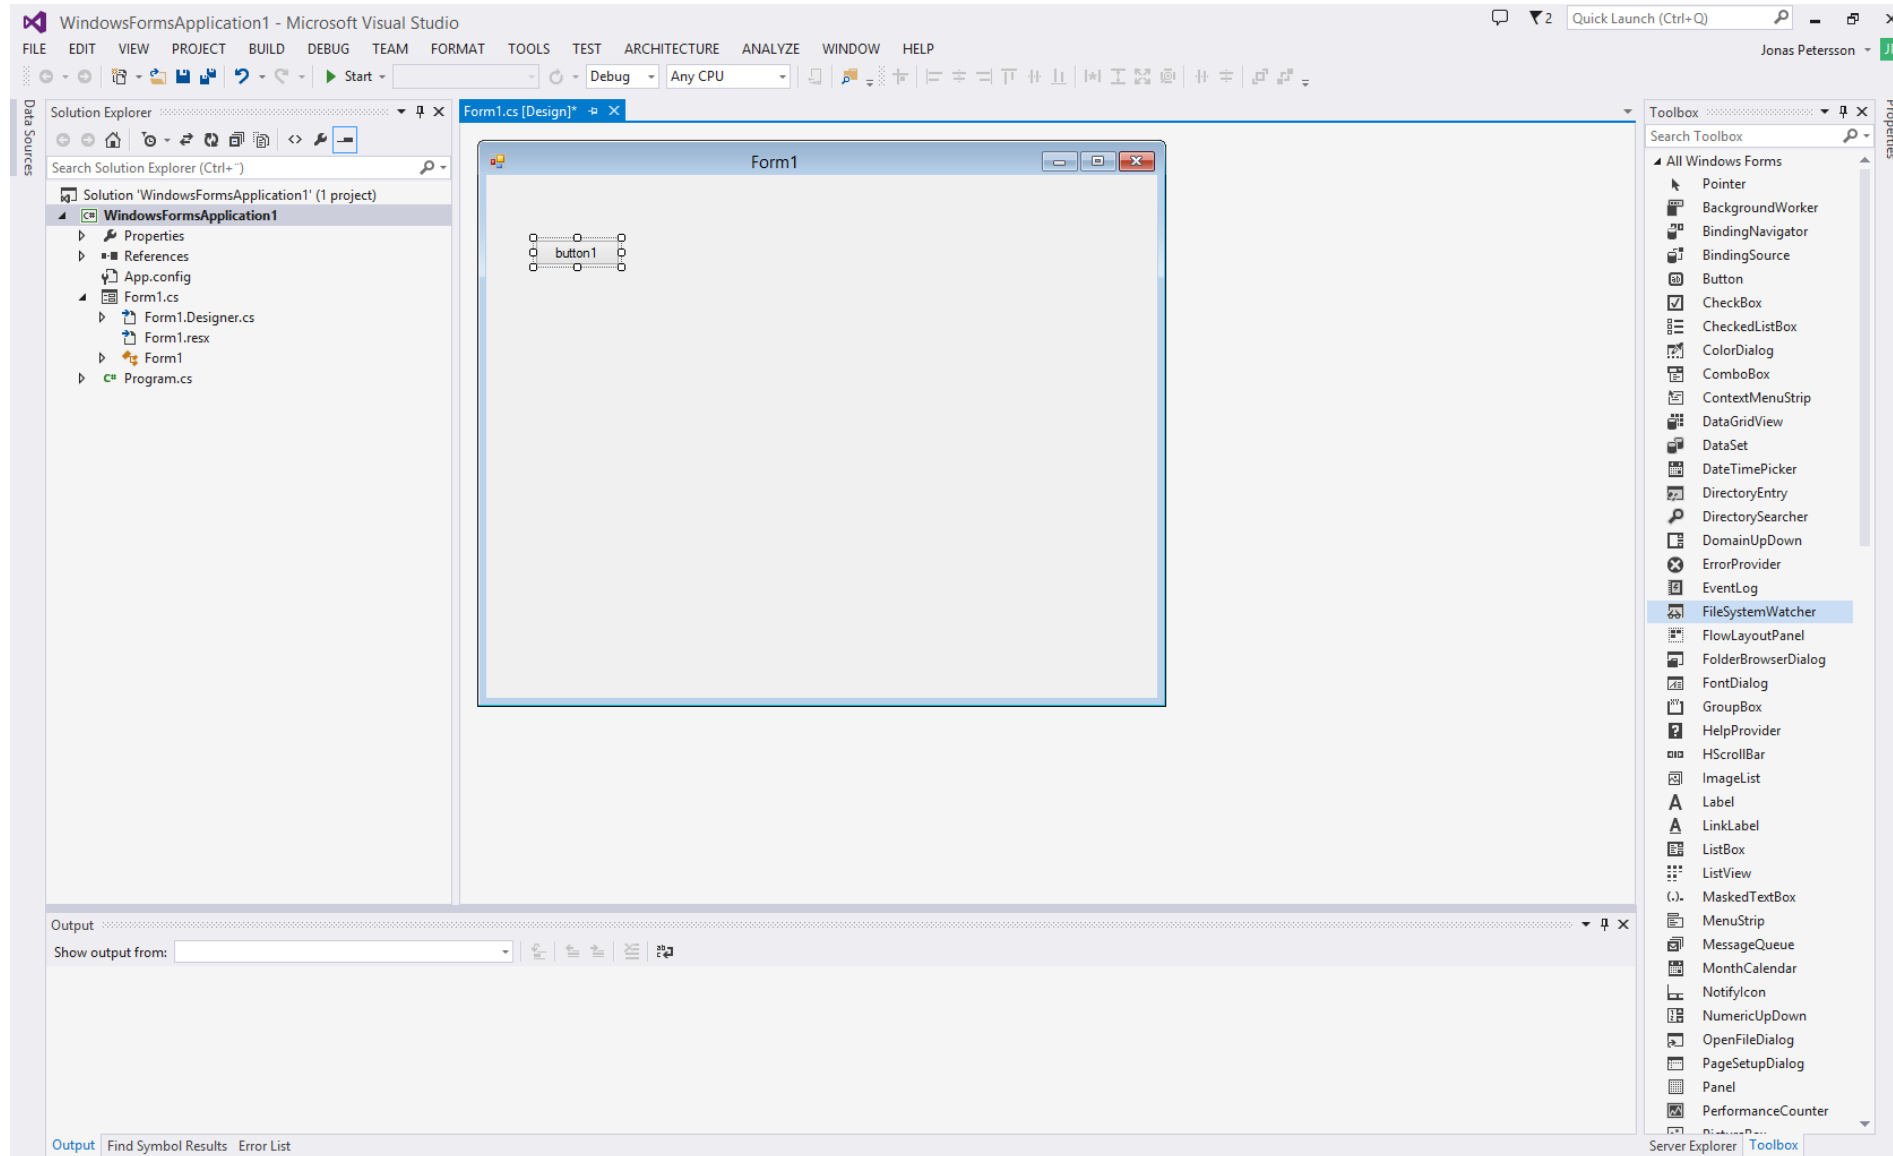 WindowsFormsApplication1 - Microsoft Visual Studio
2
Quick Launch (Ctrl+Q)
FILE EDIT VIEW PROJECT BUILD DEBUG TEAM FORMAT TOOLS TEST ARCHITECTURE ANALYZE WINDOW HELP
Jonas Petersson
Start
Debug
Any CPU
Data Sources
Solution Explorer
Search Solution Explorer (Ctrl+¨)
Solution 'WindowsFormsApplication1' (1 project)
WindowsFormsApplication1
Properties
References
App.config
Form1.cs
Form1.Designer.cs
Form1.resx
Form1
C# Program.cs
Form1.cs [Design]*
Form1
button1
Toolbox
Search Toolbox
All Windows Forms
Pointer
BackgroundWorker
BindingNavigator
BindingSource
Button
CheckBox
CheckedListBox
ColorDialog
ComboBox
ContextMenuStrip
DataGridView
DataSet
DateTimePicker
DirectoryEntry
DirectorySearcher
DomainUpDown
ErrorProvider
EventLog
FileSystemWatcher
FlowLayoutPanel
FolderBrowserDialog
FontDialog
GroupBox
HelpProvider
HScrollBar
ImageList
Label
LinkLabel
ListBox
ListView
MaskedTextBox
MenuStrip
MessageQueue
MonthCalendar
NotifyIcon
NumericUpDown
OpenFileDialog
PageSetupDialog
Panel
PerformanceCounter
Server Explorer Toolbox
Properties
Output
Show output from:
Output Find Symbol Results Error List